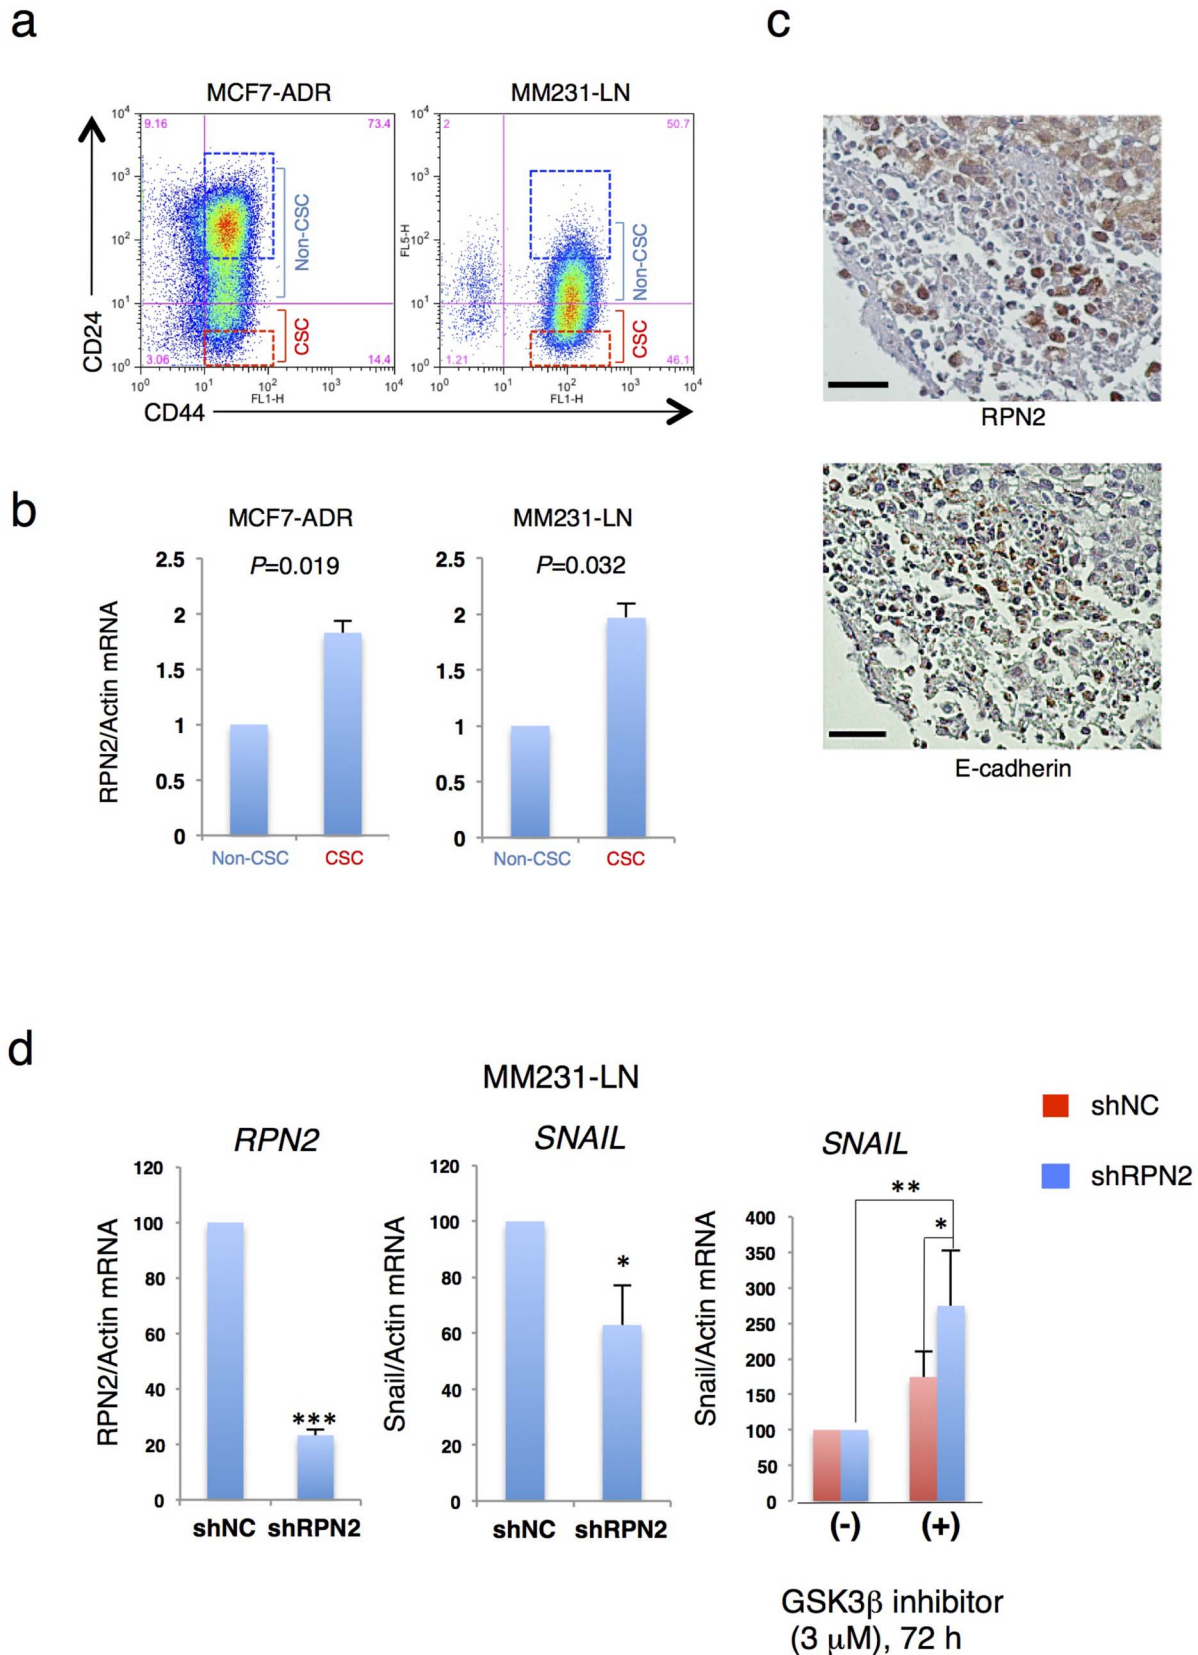 a
c
MCF7-ADR
MM231-LN
10⁴
9.16
73.4
10³
10²
10¹
10⁰
3.06
14.4
10⁰ 10¹ 10² 10³ 10⁴
FL1-H
Non-CSC
CSC
CD24
10⁴
2
50.7
10³
10²
10¹
10⁰
1.21
46.1
10⁰ 10¹ 10² 10³ 10⁴
FL5-H
FL1-H
Non-CSC
CSC
CD44
RPN2
E-cadherin
b
MCF7-ADR
P=0.019
RPN2/Actin mRNA
2.5
2
1.5
1
0.5
0
Non-CSC CSC
MM231-LN
P=0.032
2.5
2
1.5
1
0.5
0
Non-CSC CSC
d
MM231-LN
shNC
shRPN2
RPN2
RPN2/Actin mRNA
120
100
80
60
40
20
0
***
shNC shRPN2
SNAIL
Snail/Actin mRNA
120
100
80
60
40
20
0
*
shNC shRPN2
SNAIL
Snail/Actin mRNA
400
350
300
250
200
150
100
50
0
**
*
(-) (+)
GSK3β inhibitor
(3 μM), 72 h